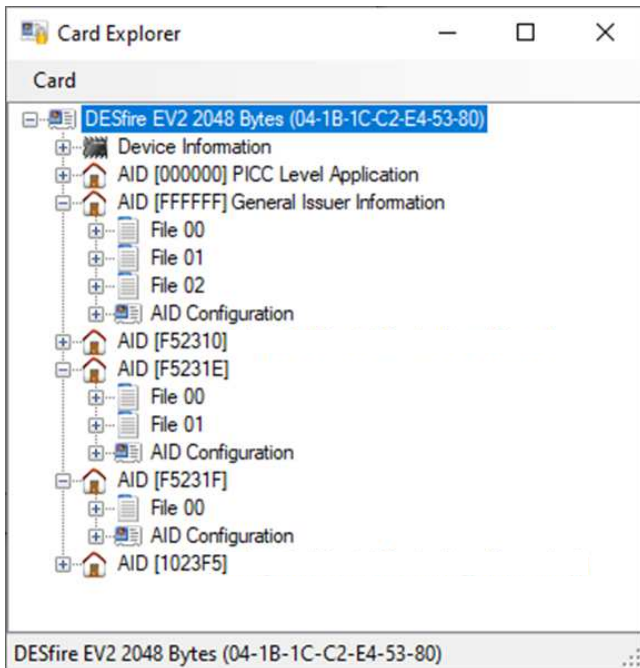 Card Explorer
Card
DESfire EV2 2048 Bytes (04-1B-1C-C2-E4-53-80)
Device Information
AID [000000] PICC Level Application
AID [FFFFFF] General Issuer Information
File 00
File 01
File 02
AID Configuration
AID [F52310]
AID [F5231E]
File 00
File 01
AID Configuration
AID [F5231F]
File 00
AID Configuration
AID [1023F5]
DESfire EV2 2048 Bytes (04-1B-1C-C2-E4-53-80)